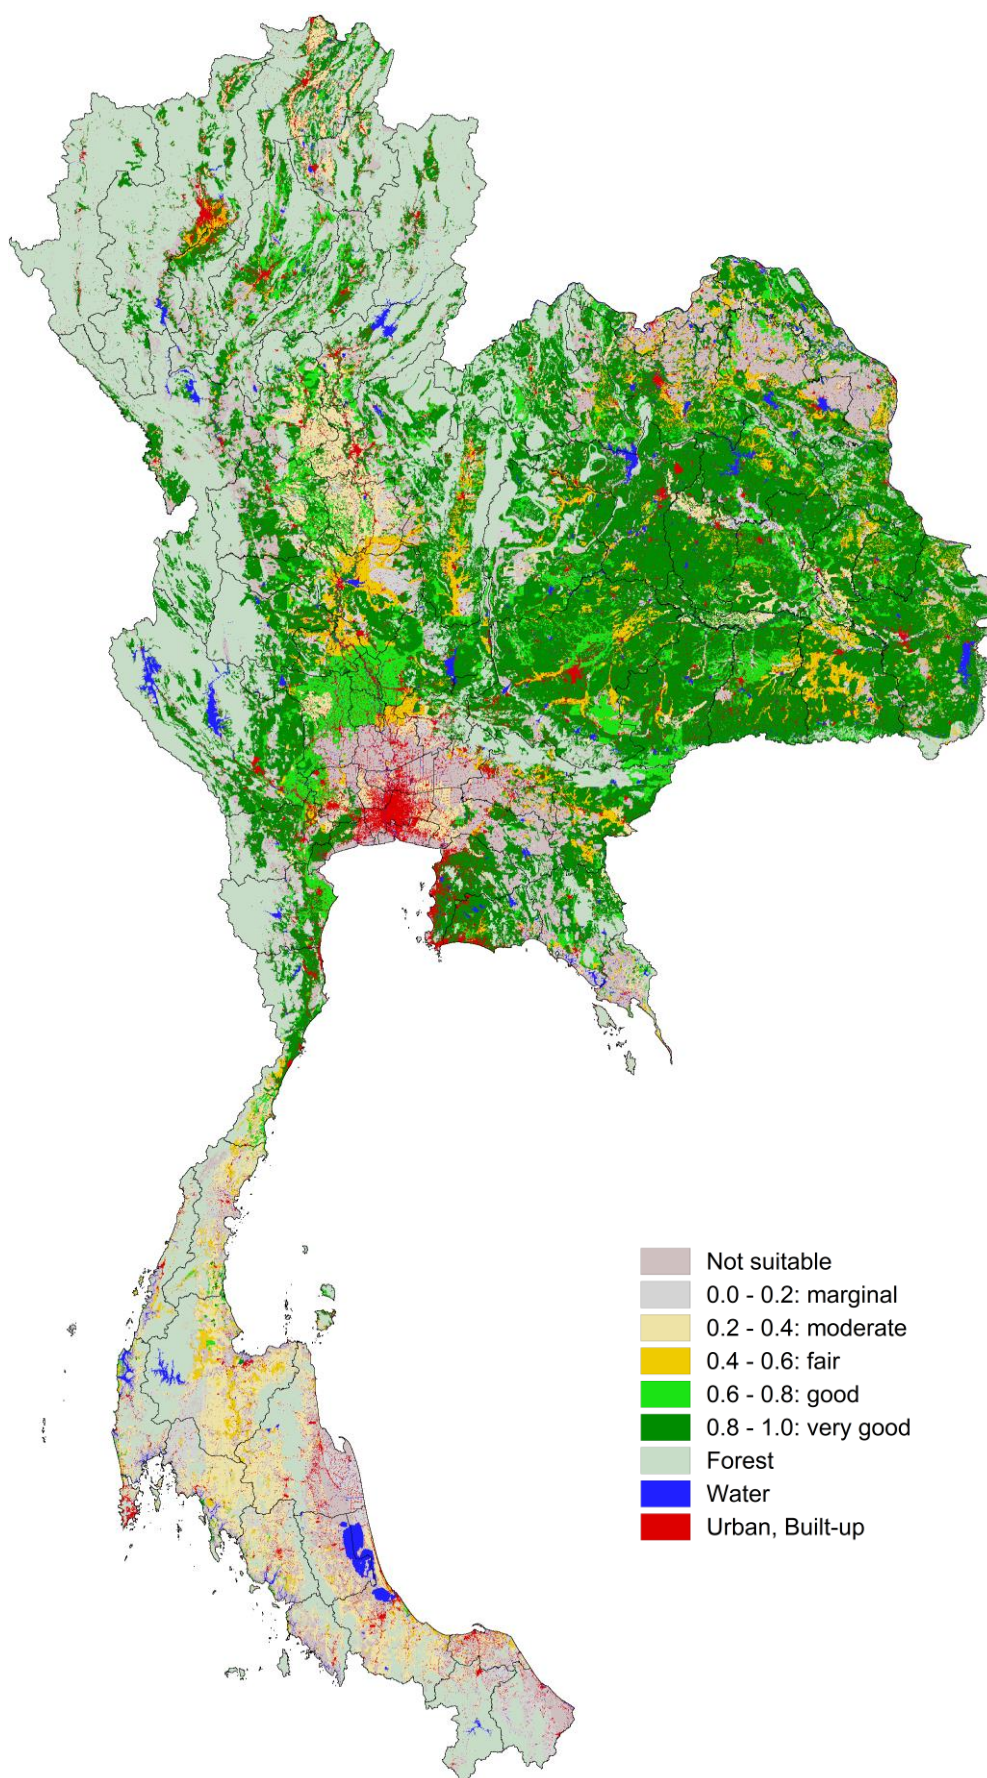 Not suitable
0.0 - 0.2: marginal
0.2 - 0.4: moderate
0.4 - 0.6: fair
0.6 - 0.8: good
0.8 - 1.0: very good
Forest
Water
Urban, Built-up